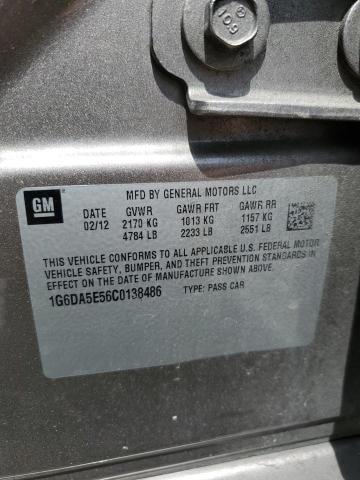 109
GM
MFD BY GENERAL MOTORS LLC
DATE GVWR GAWR FRT GAWR RR
02/12 2170 KG 1013 KG 1157 KG
4784 LB 2233 LB 2551 LB
THIS VEHICLE CONFORMS TO ALL APPLICABLE U.S. FEDERAL MOTOR
VEHICLE SAFETY, BUMPER, AND THEFT PREVENTION STANDARDS IN
EFFECT ON THE DATE OF MANUFACTURE SHOWN ABOVE.
1G6DA5E56C0138486 TYPE: PASS CAR